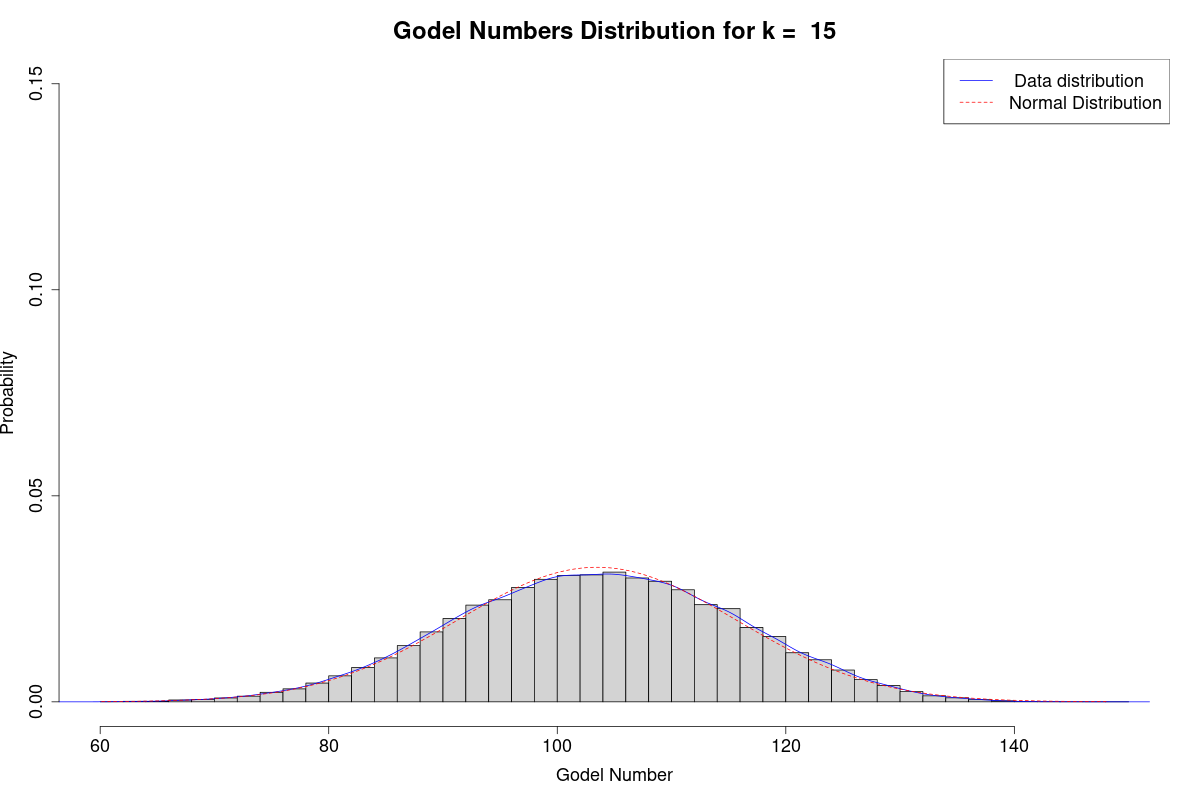 Godel Numbers Distribution for k =  15
Data distribution
Normal Distribution
0.15
0.10
0.05
0.00
Probability
60 80 100 120 140
Godel Number